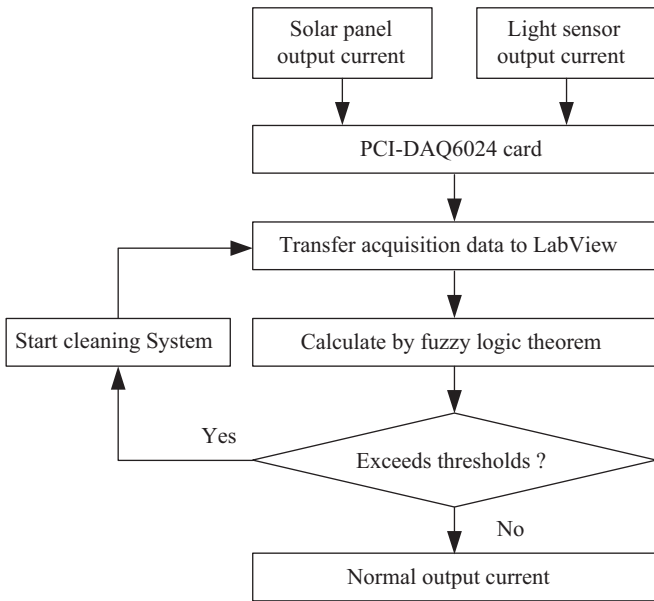 Solar panel
output current
Light sensor
output current
PCI-DAQ6024 card
Transfer acquisition data to LabView
Start cleaning System
Calculate by fuzzy logic theorem
Yes
Exceeds thresholds ?
No
Normal output current